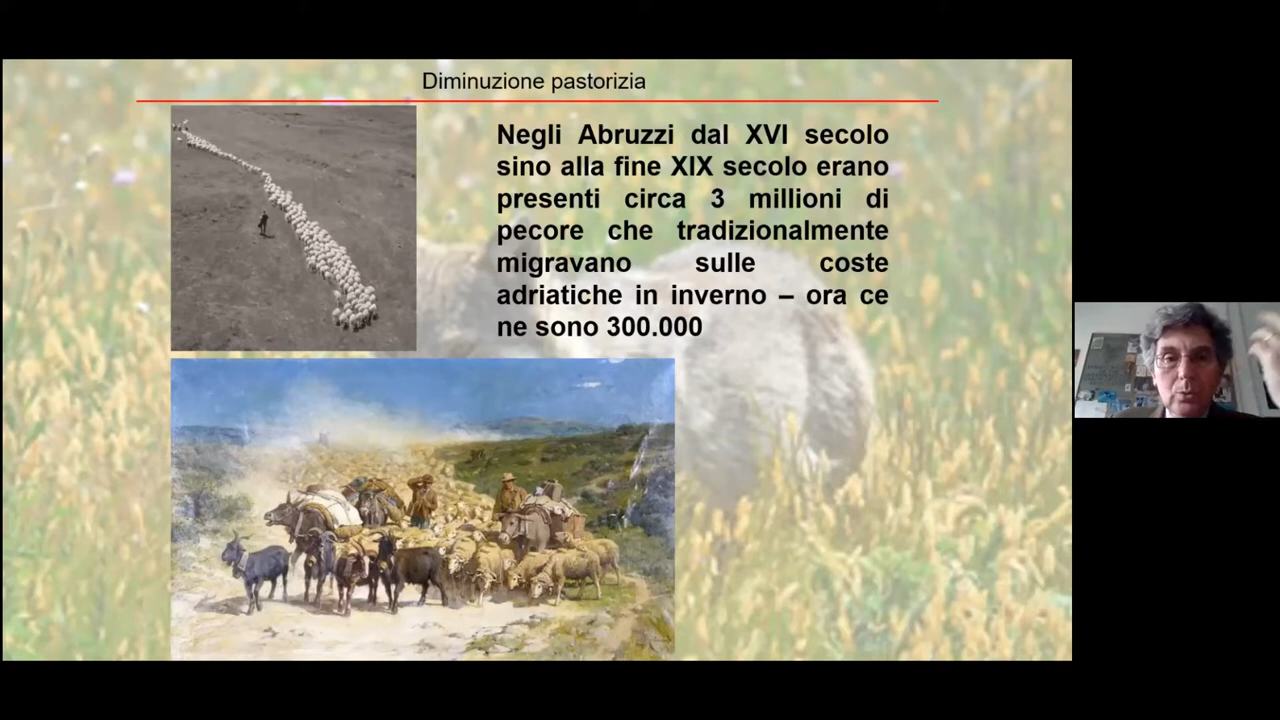 Diminuzione pastorizia
Negli Abruzzi dal XVI secolo
sino alla fine XIX secolo erano
presenti circa 3 millioni di
pecore che tradizionalmente
migravano sulle coste
adriatiche in inverno – ora ce
ne sono 300.000